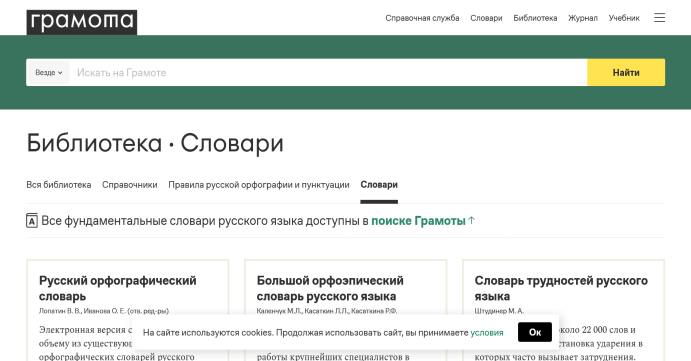 грамота
Справочная служба Словари Библиотека Журнал Учебник
Везде Искать на Грамоте Найти
Библиотека · Словари
Вся библиотека Справочники Правила русской орфографии и пунктуации Словари
Все фундаментальные словари русского языка доступны в поиске Грамоты ↑
Русский орфографический
словарь
Лопатин В. В., Иванова О. Е. (отв. ред-ры)
Электронная версия с
объему из существую
орфографических словарей русского
Большой орфоэпический
словарь русского языка
Каленчук М.Л., Касаткин Л.Л., Касаткина Р.Ф.
работы крупнейших специалистов в
Словарь трудностей русского
языка
Штудинер М. А.
коло 22 000 слов и
становка ударения в
которых часто вызывает затруднения.
На сайте используются cookies. Продолжая использовать сайт, вы принимаете условия
Ок